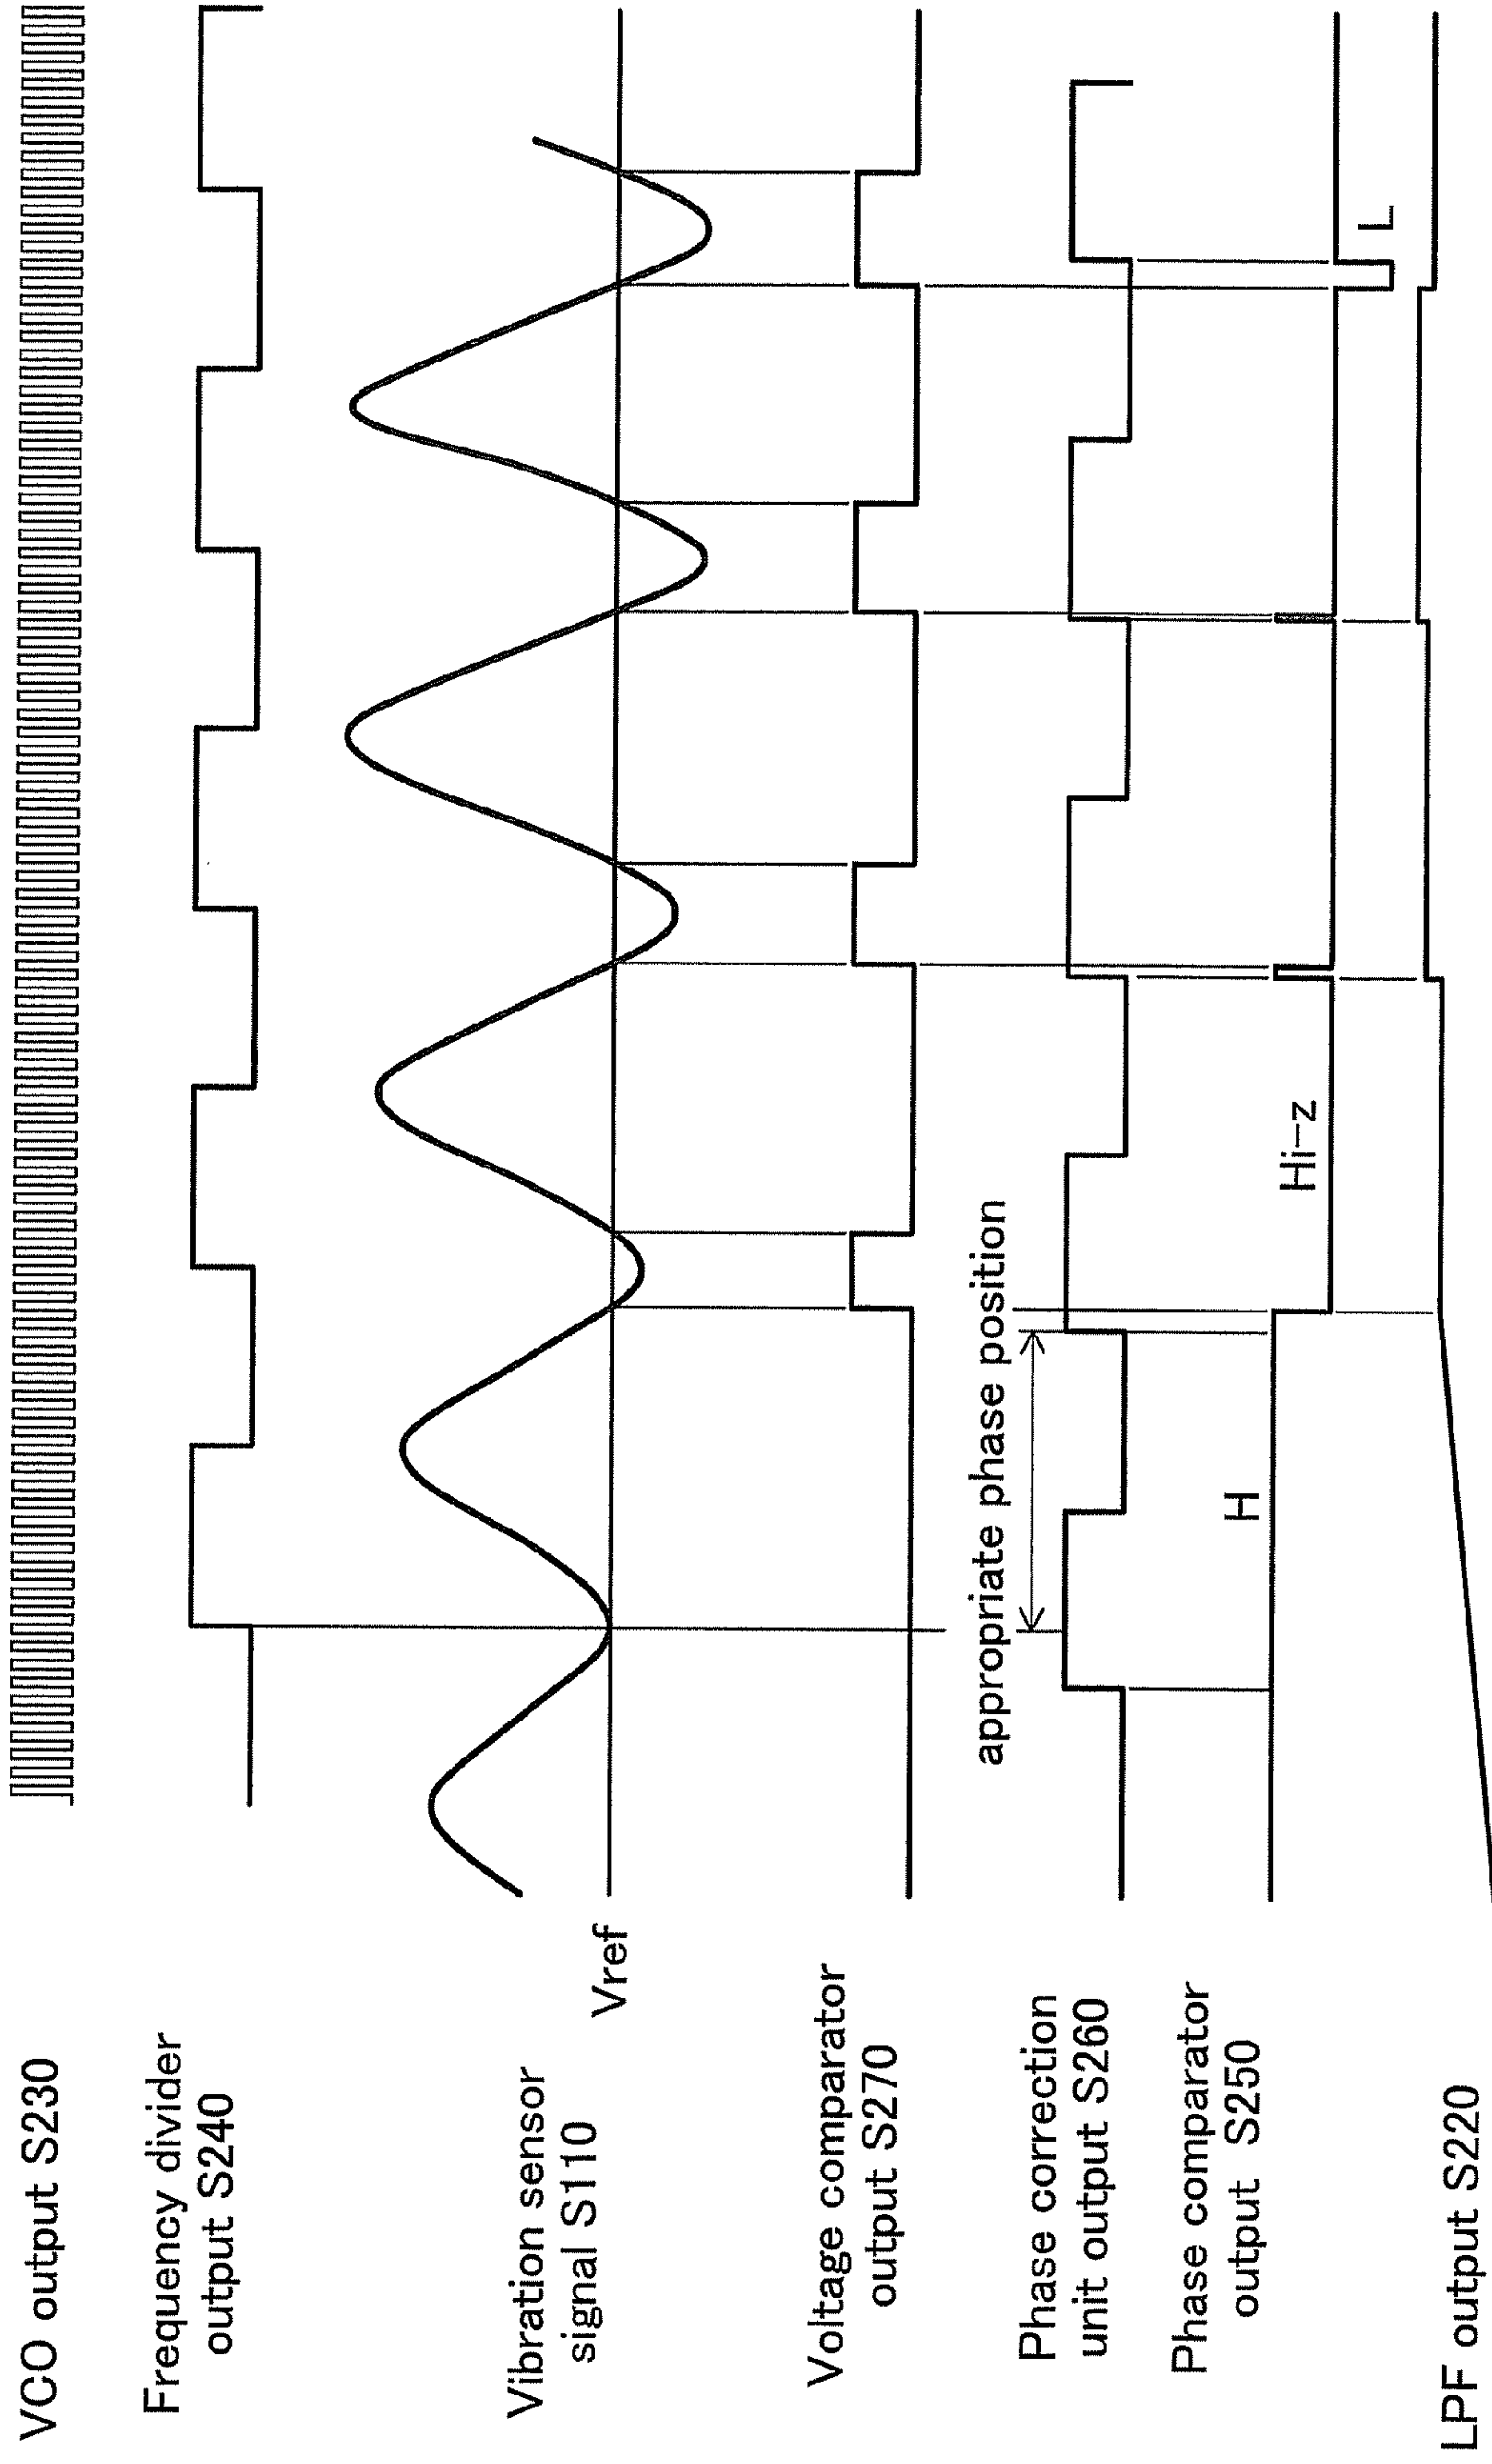 VCO output S230
Frequency divider
output S240
Vibration sensor
signal S110
Vref
Voltage comparator
output S270
appropriate phase position
Phase correction
unit output S260
Phase comparator
output S250
H
Hi-z
L
LPF output S220